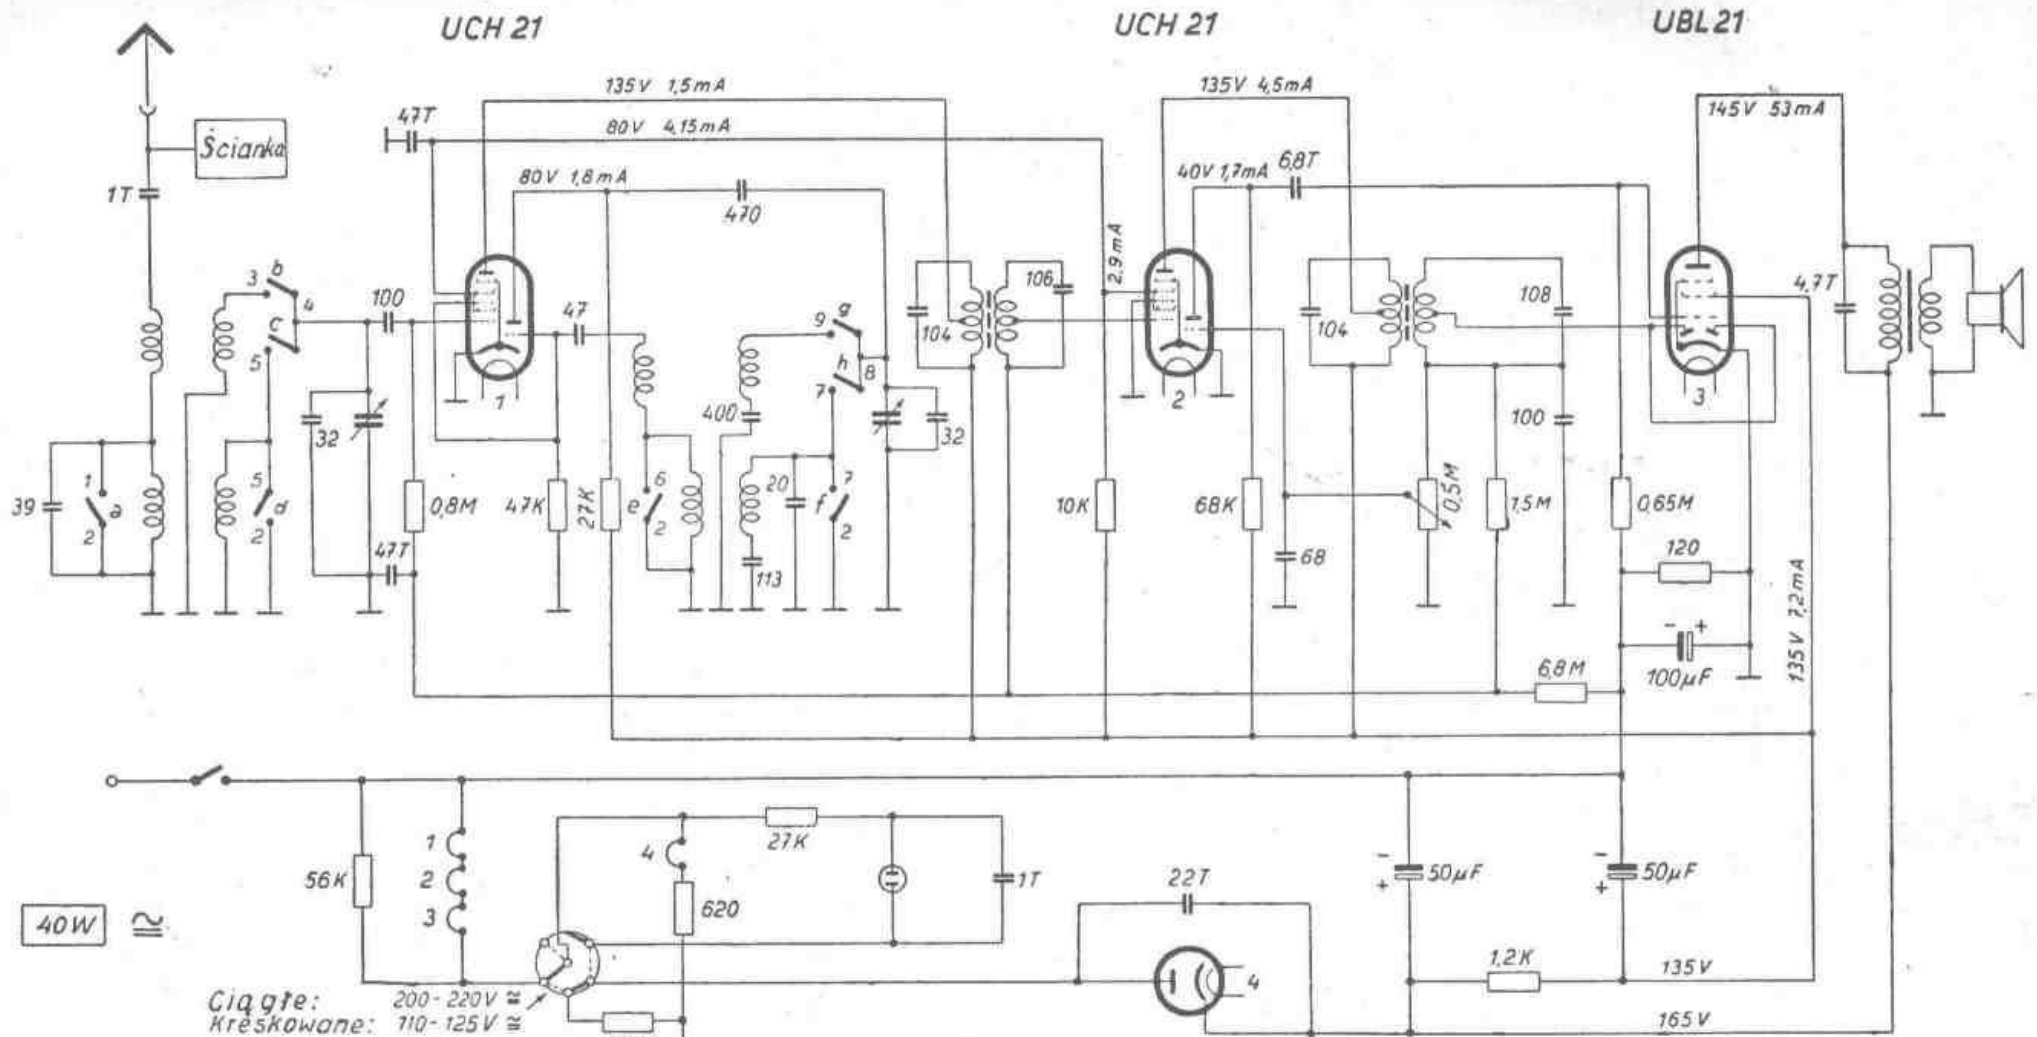 UCH 21
UCH 21
UBL21
135V 1,5mA
135V 4,5mA
145V 53mA
47T
80V 4,15mA
Ścianka
80V 1,8mA
40V 1,7mA
6,8T
1T
470
2,9mA
3
b
4
100
47
9
g
106
4,7T
c
104
104
108
5
h
8
1
7
2
3
400
32
32
100
1
a
2
39
5
d
2
0,8M
47K
27K
6
e
2
20
7
f
2
10K
68K
0,5M
1,5M
0,65M
47T
113
68
120
- +
100µF
6,8M
135V 7,2mA
1
2
3
56K
4
27K
620
1T
22T
-
+
50µF
-
+
50µF
40W ≅
1,2K
135V
4
Ciągłe: 200-220V ≅
Kreskowane: 110-125V ≅
165V